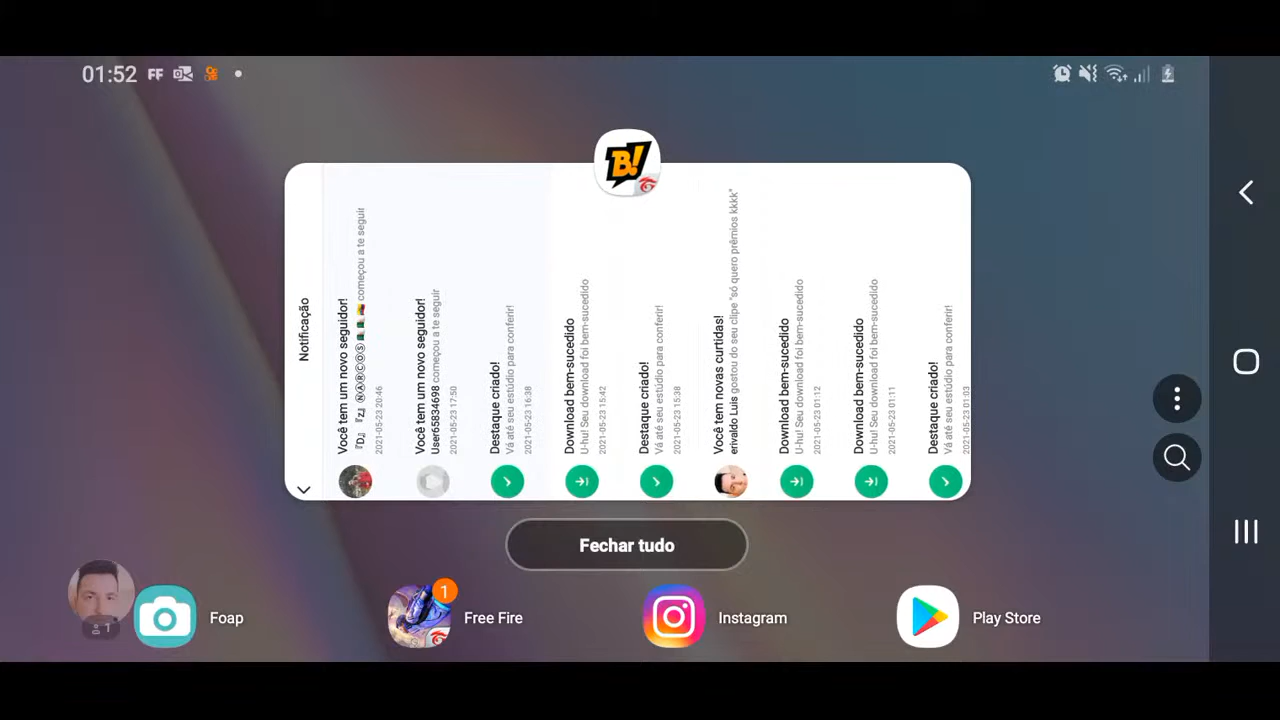 01:52 FF
B!
Notificação
Você tem um novo seguidor!
『D』 『Z』 ⓃⒶⓇⒸⓄⓈ começou a te seguir
2021-05-23 20:46
Você tem um novo seguidor!
User65834698 começou a te seguir
2021-05-23 17:50
Destaque criado!
Vá até seu estúdio para conferir!
2021-05-23 16:38
Download bem-sucedido
U-hu! Seu download foi bem-sucedido
2021-05-23 15:42
Destaque criado!
Vá até seu estúdio para conferir!
2021-05-23 15:38
Você tem novas curtidas!
erivaldo Luis gostou do seu clipe "só quero prêmios kkkk"
Download bem-sucedido
U-hu! Seu download foi bem-sucedido
2021-05-23 01:12
Download bem-sucedido
U-hu! Seu download foi bem-sucedido
2021-05-23 01:11
Destaque criado!
Vá até seu estúdio para conferir!
2021-05-23 01:03
Fechar tudo
1
Foap
1
Free Fire
Instagram
Play Store